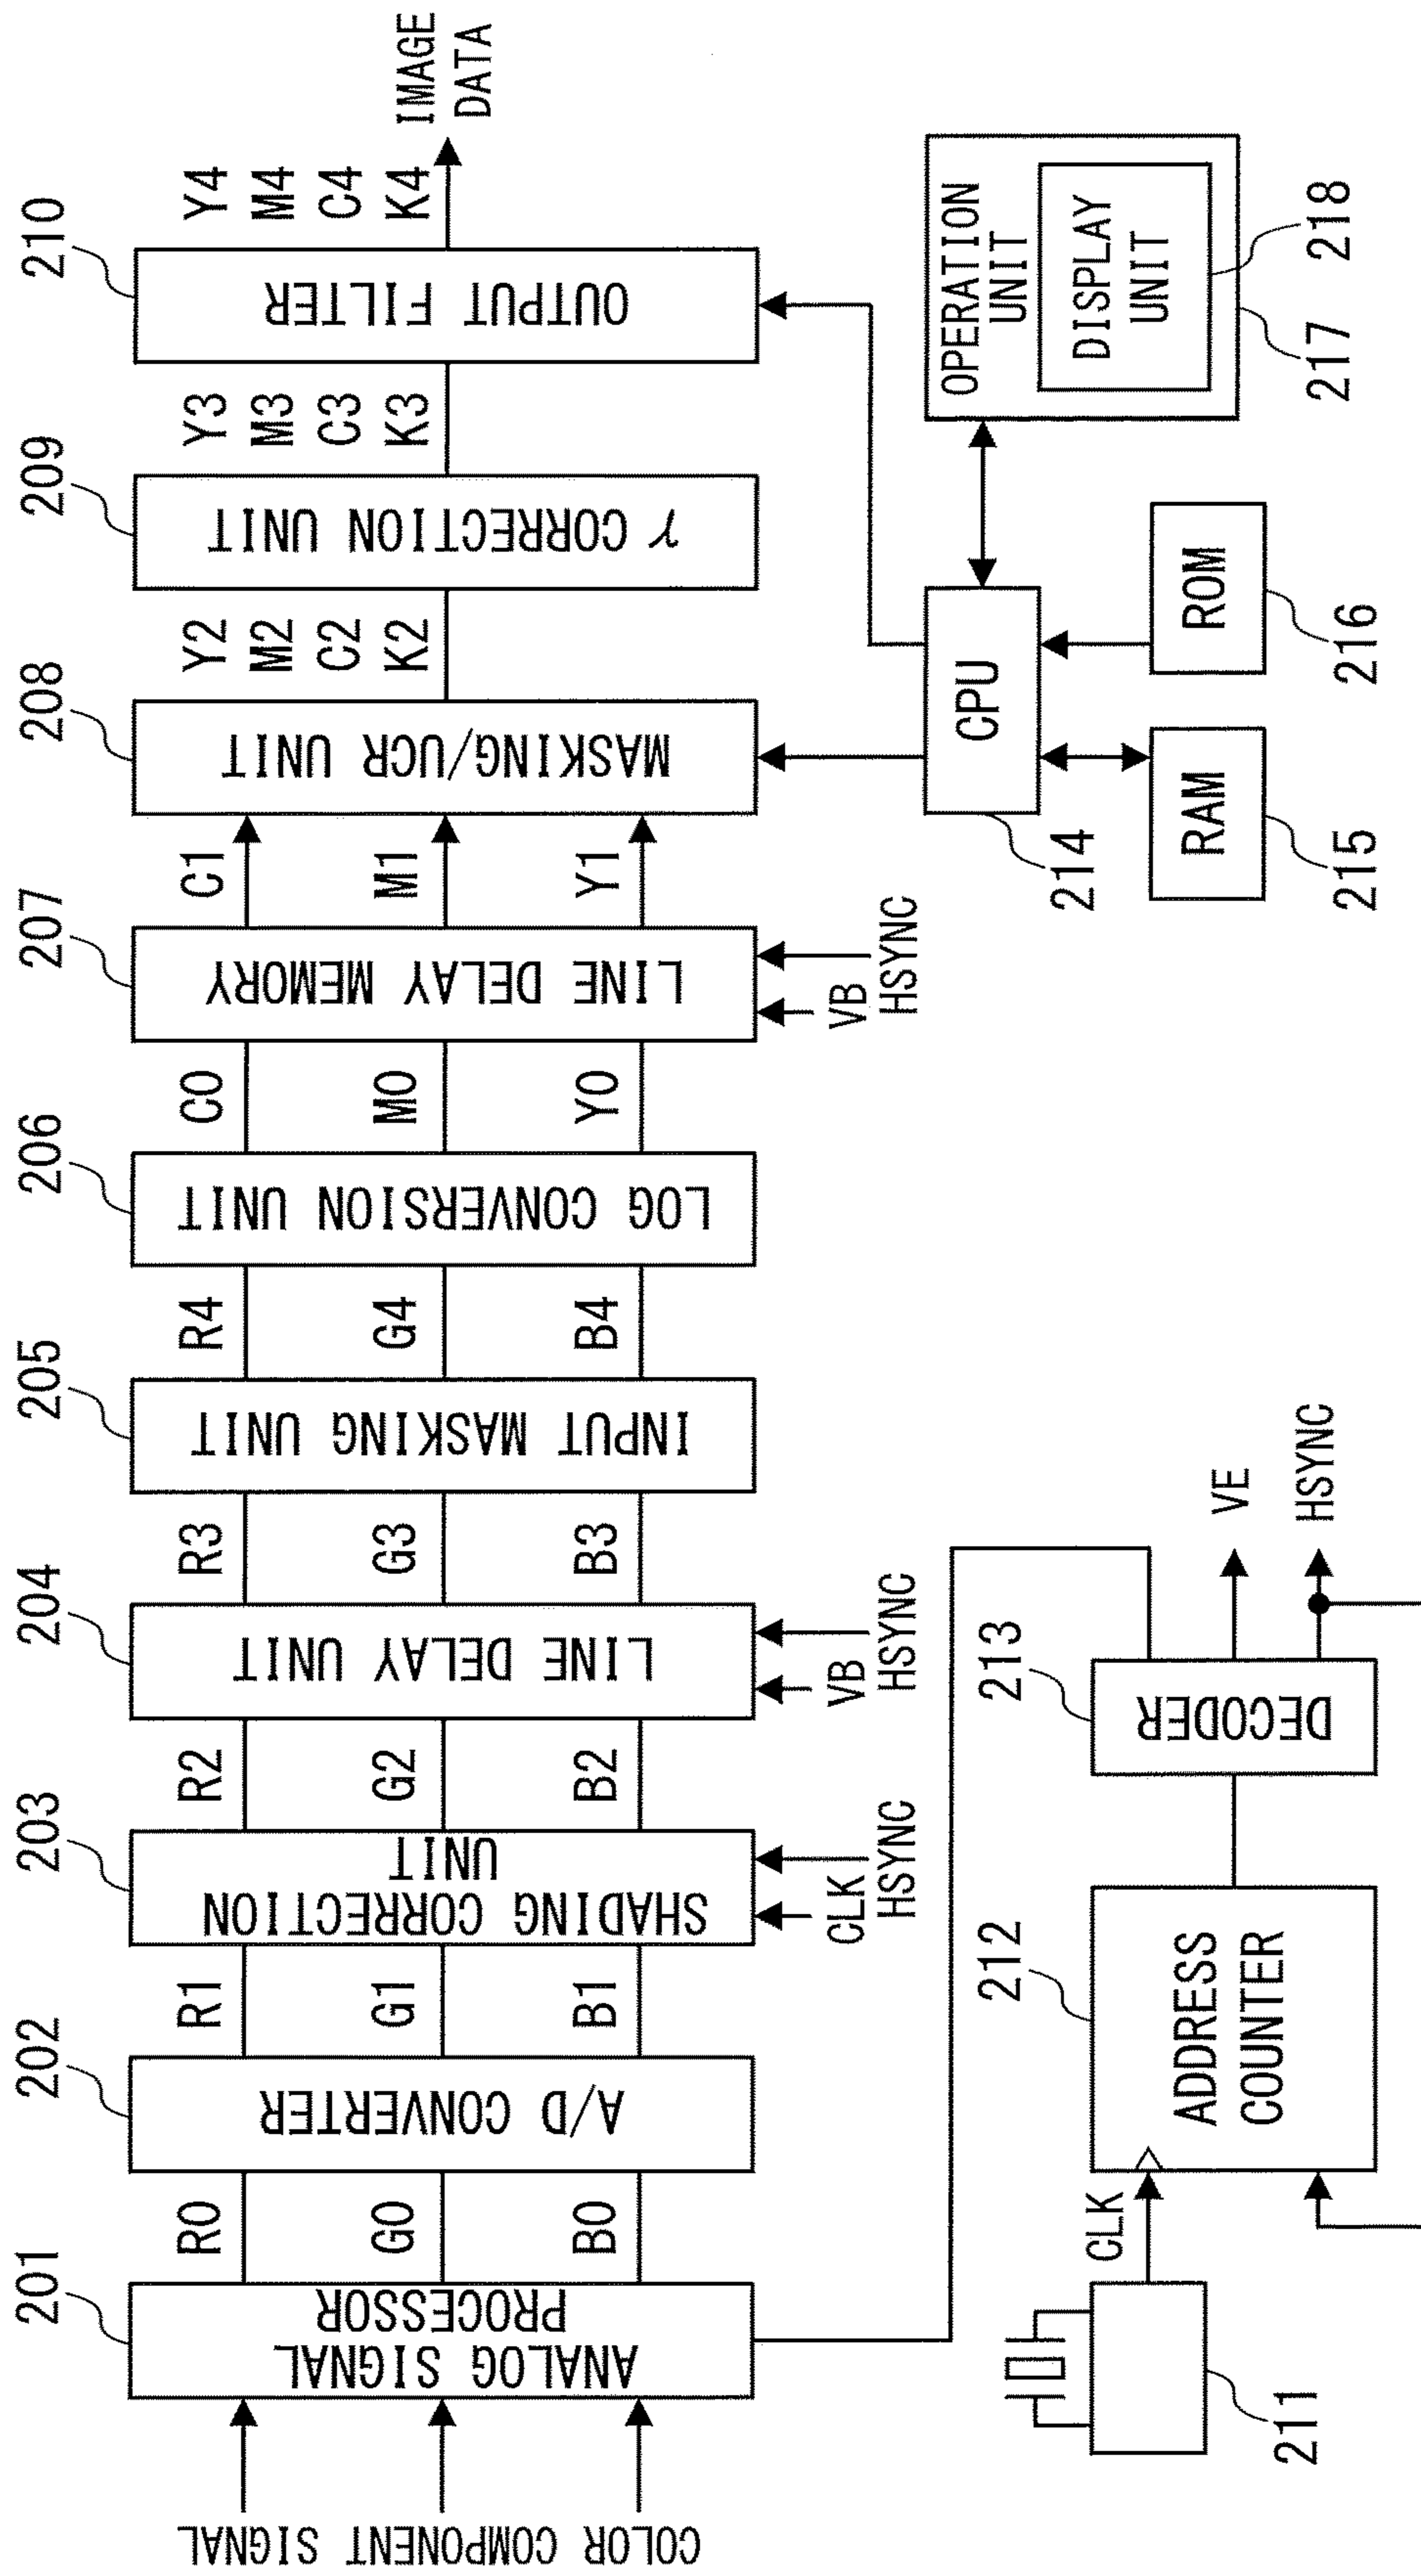 COLOR COMPONENT SIGNAL
201
ANALOG SIGNAL
PROCESSOR
R0
G0
B0
202
A/D CONVERTER
R1
G1
B1
203
SHADING CORRECTION
UNIT
CLK
HSYNC
R2
G2
B2
204
LINE DELAY UNIT
VB
HSYNC
R3
G3
B3
205
INPUT MASKING UNIT
R4
G4
B4
206
LOG CONVERSION UNIT
C0
M0
Y0
207
LINE DELAY MEMORY
VB
HSYNC
C1
M1
Y1
208
MASKING/UCR UNIT
Y2
M2
C2
K2
209
γ CORRECTION UNIT
Y3
M3
C3
K3
210
OUTPUT FILTER
Y4
M4
C4
K4
IMAGE
DATA
211
CLK
212
ADDRESS
COUNTER
213
DECODER
VE
HSYNC
214
CPU
RAM
215
ROM
216
OPERATION
UNIT
DISPLAY
UNIT
217
218